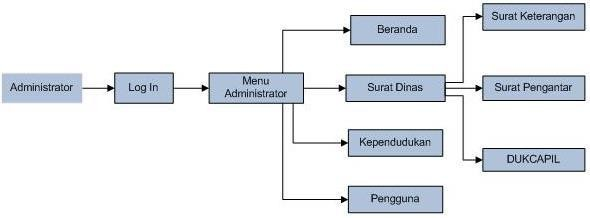 Administrator
Log In
Menu
Administrator
Beranda
Surat Dinas
Kependudukan
Pengguna
Surat Keterangan
Surat Pengantar
DUKCAPIL